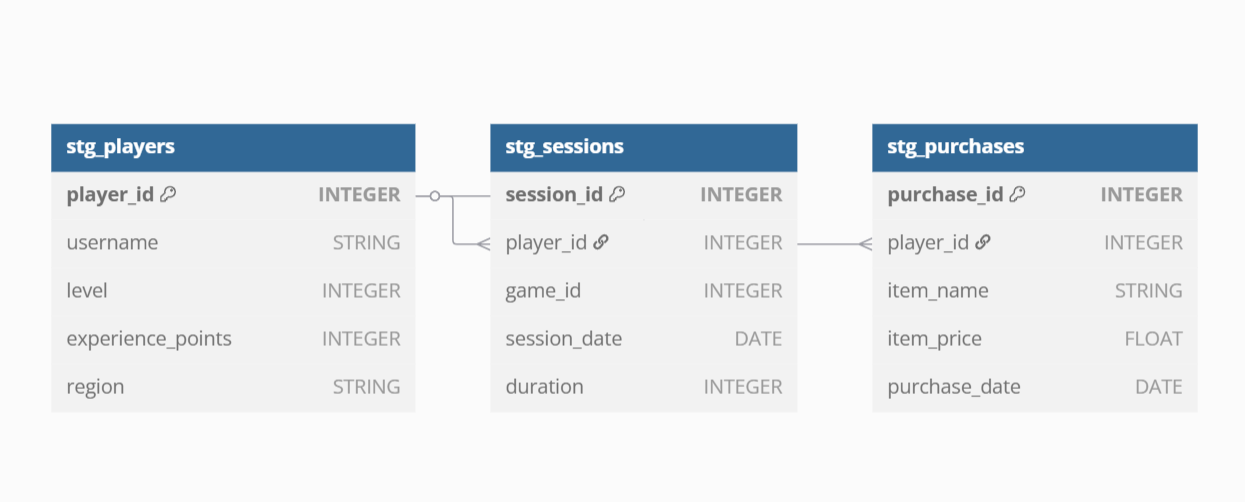 stg_players
player_id INTEGER
username STRING
level INTEGER
experience_points INTEGER
region STRING
stg_sessions
session_id INTEGER
player_id INTEGER
game_id INTEGER
session_date DATE
duration INTEGER
stg_purchases
purchase_id INTEGER
player_id INTEGER
item_name STRING
item_price FLOAT
purchase_date DATE